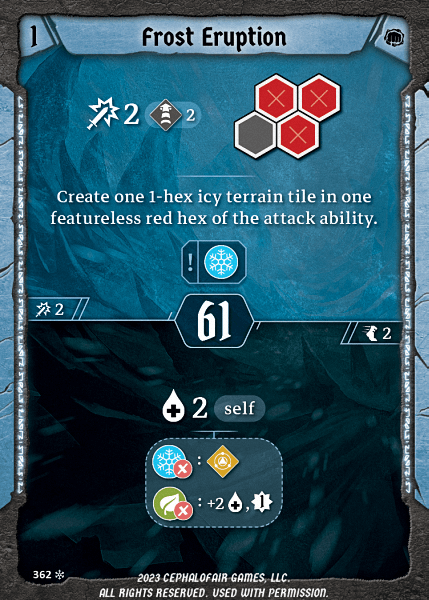 1
Frost Eruption
2
2
Create one 1-hex icy terrain tile in one
featureless red hex of the attack ability.
!
2
61
2
2 self
:
: +2 , 1
362
2023 CEPHALOFAIR GAMES, LLC.
ALL RIGHTS RESERVED. USED WITH PERMISSION.